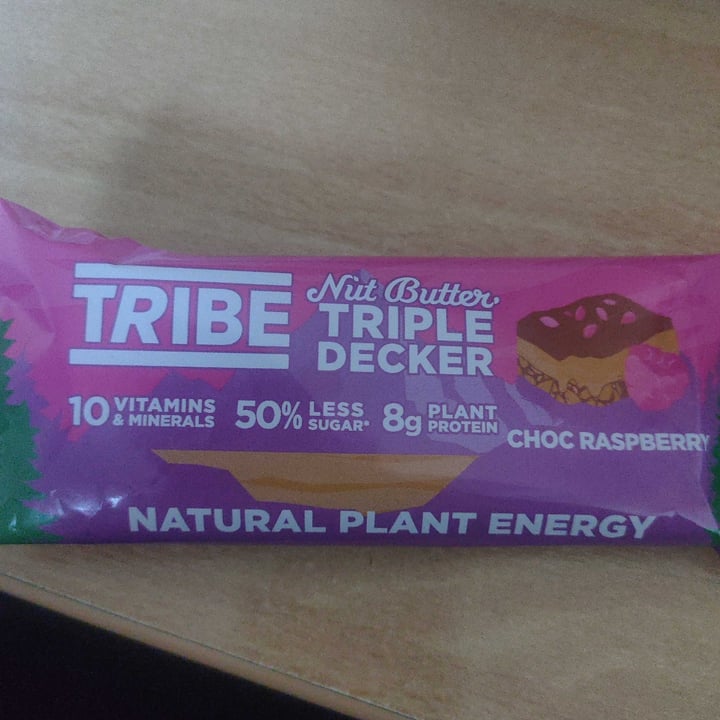 TRIBE
Nut Butter
TRIPLE
DECKER
10 VITAMINS
& MINERALS
50% LESS
SUGAR*
8g PLANT
PROTEIN
CHOC RASPBERRY
NATURAL PLANT ENERGY